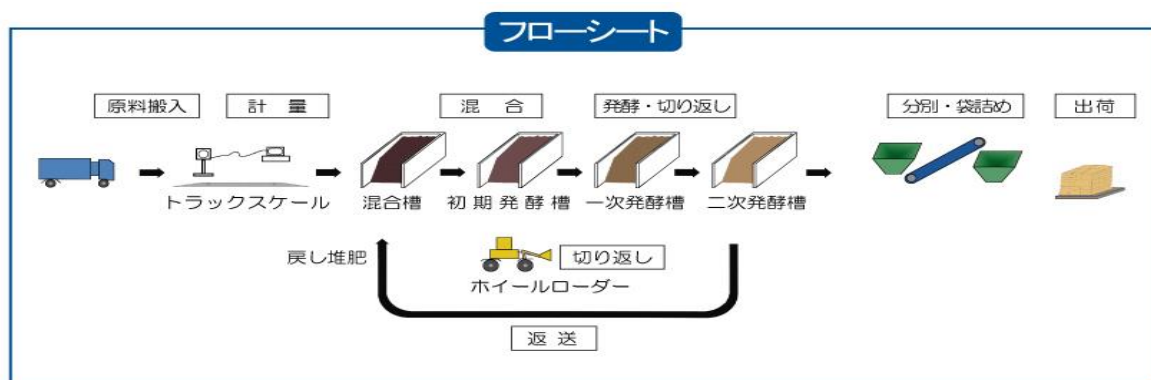 フローシート
原料搬入
計量
混合
発酵・切り返し
分別・袋詰め
出荷
トラックスケール
混合槽
初期発酵槽
一次発酵槽
二次発酵槽
戻し堆肥
切り返し
ホイールローダー
返送